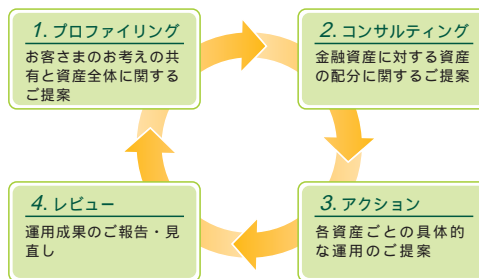 1. プロファイリング
お客さまのお考えの共
有と資産全体に関する
ご提案
2. コンサルティング
金融資産に対する資産
の配分に関するご提案
3. アクション
各資産ごとの具体的
な運用のご提案
4. レビュー
運用成果のご報告・見
直し